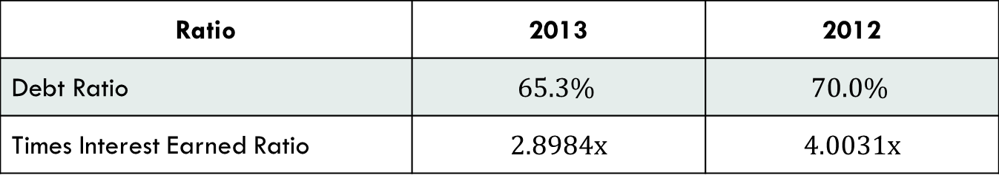 Ratio 2013 2012
Debt Ratio 65.3% 70.0%
Times Interest Earned Ratio 2.8984x 4.0031x